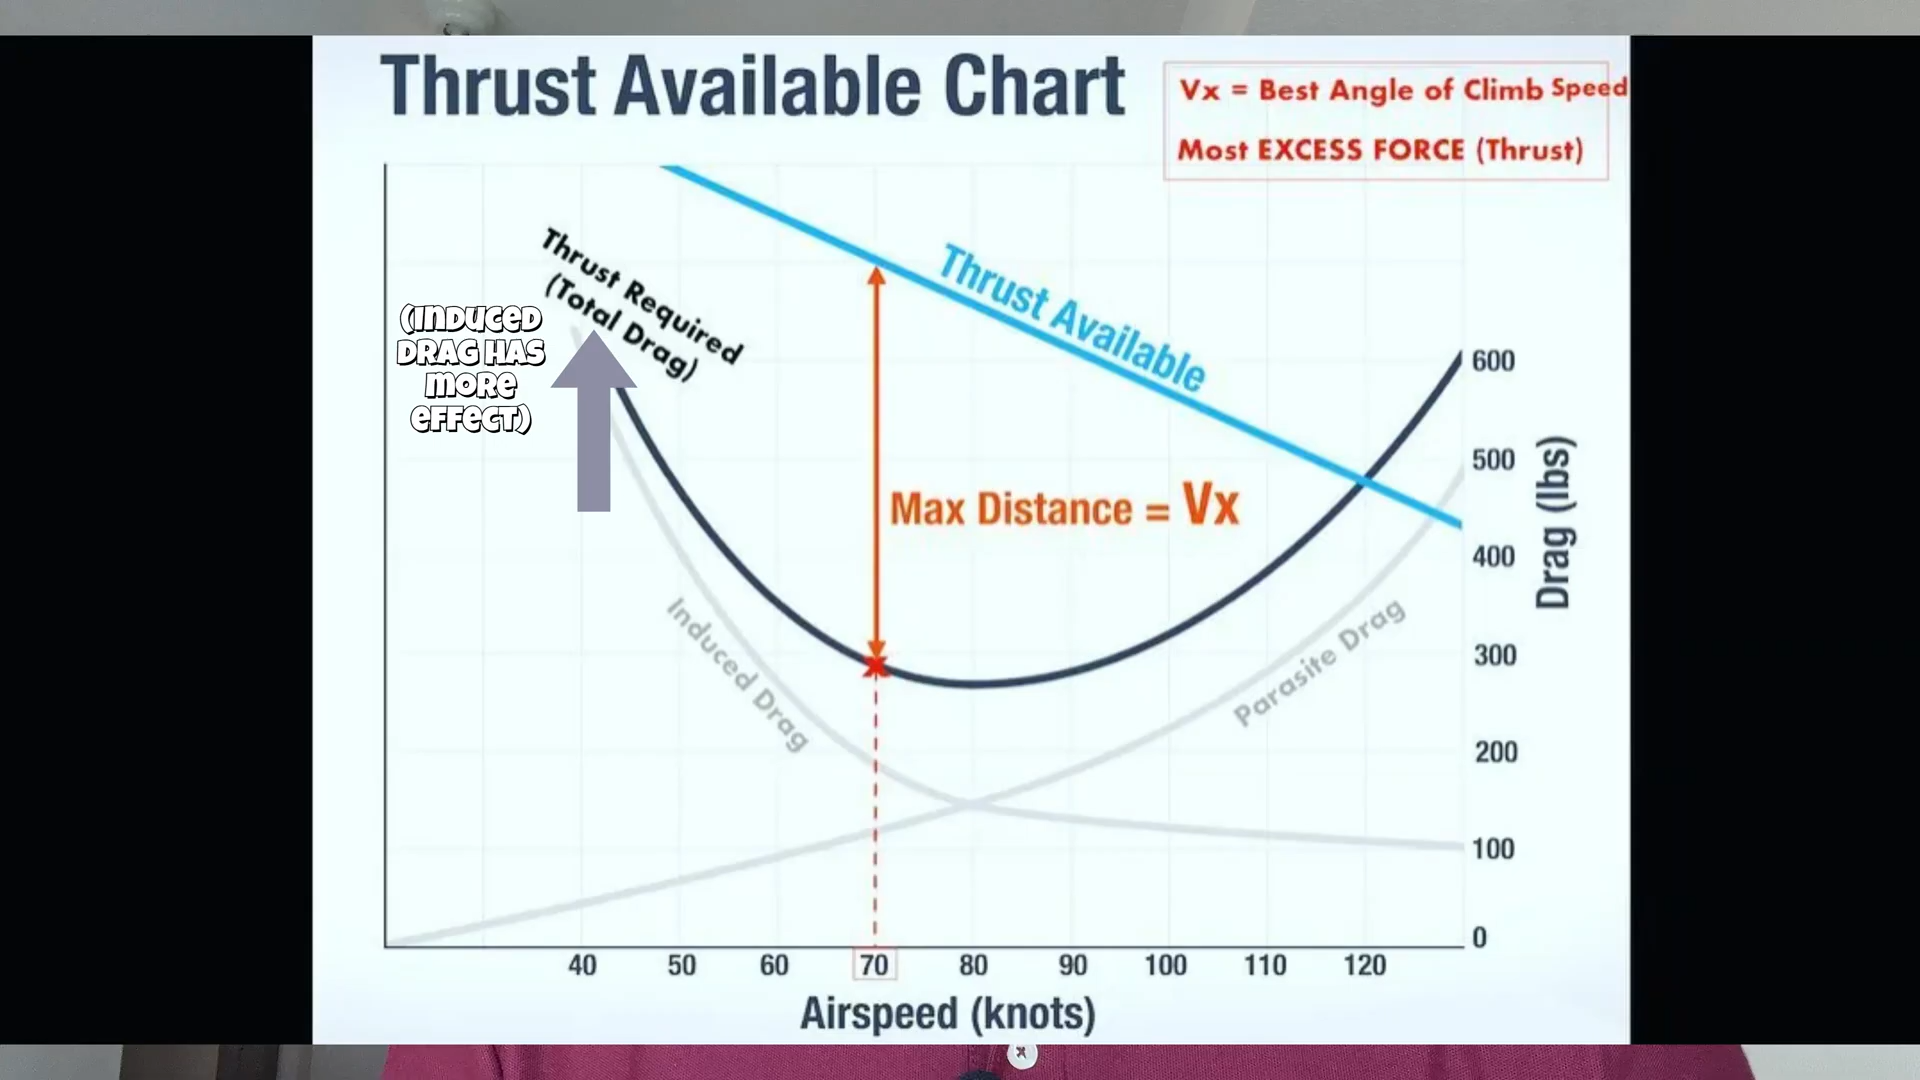 Thrust Available Chart
Vx = Best Angle of Climb Speed
Most EXCESS FORCE (Thrust)
Thrust Required
(Total Drag)
(INDUCED
DRAG HAS
MORE
EFFECT)
Thrust Available
Max Distance = Vx
Induced Drag
Parasite Drag
600
500
400
300
200
100
0
Drag (lbs)
40 50 60 70 80 90 100 110 120
Airspeed (knots)